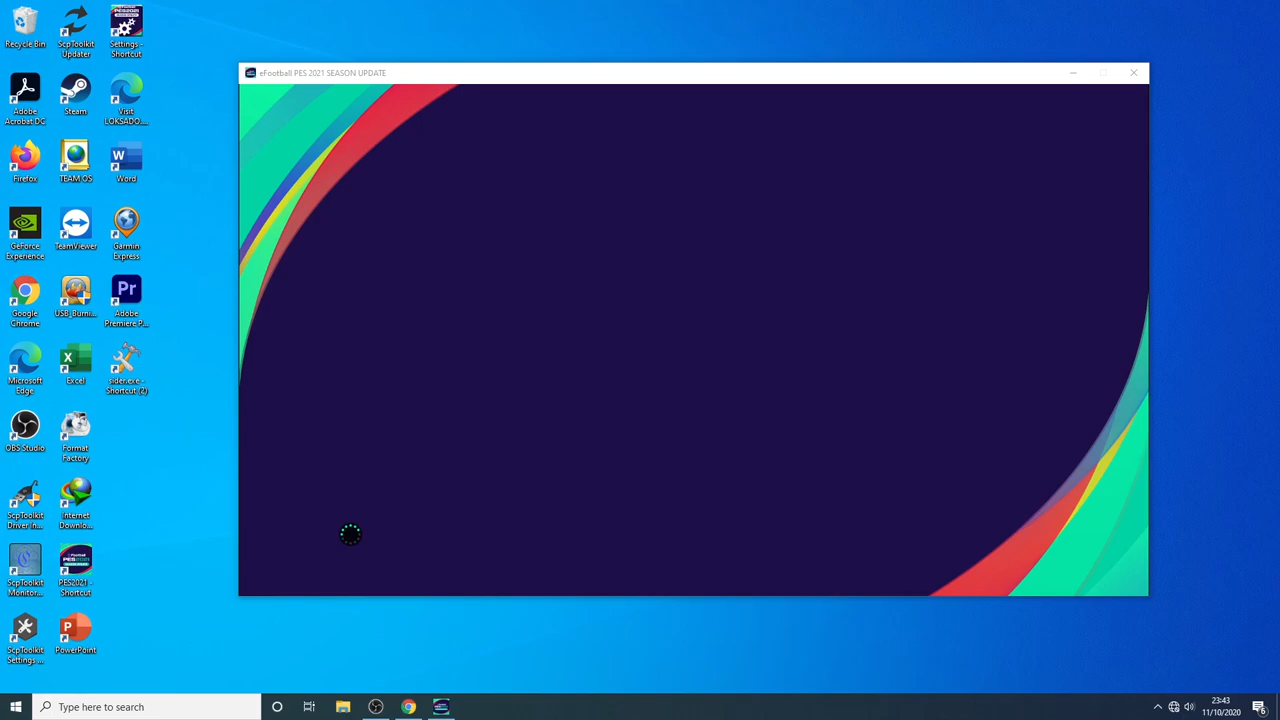 Recycle Bin
ScpToolkit
Updater
Settings -
Shortcut
Adobe
Acrobat DC
Steam
Visit
LOKSADO....
Firefox
TEAM OS
Word
GeForce
Experience
TeamViewer
Garmin
Express
Google
Chrome
USB_Burni...
Adobe
Premiere P...
Microsoft
Edge
Excel
sider.exe -
Shortcut (2)
OBS Studio
Format
Factory
ScpToolkit
Driver In...
Internet
Downlo...
ScpToolkit
Monitor...
PES2021 -
Shortcut
ScpToolkit
Settings ...
PowerPoint
eFootball PES 2021 SEASON UPDATE
Type here to search
23:43
11/10/2020